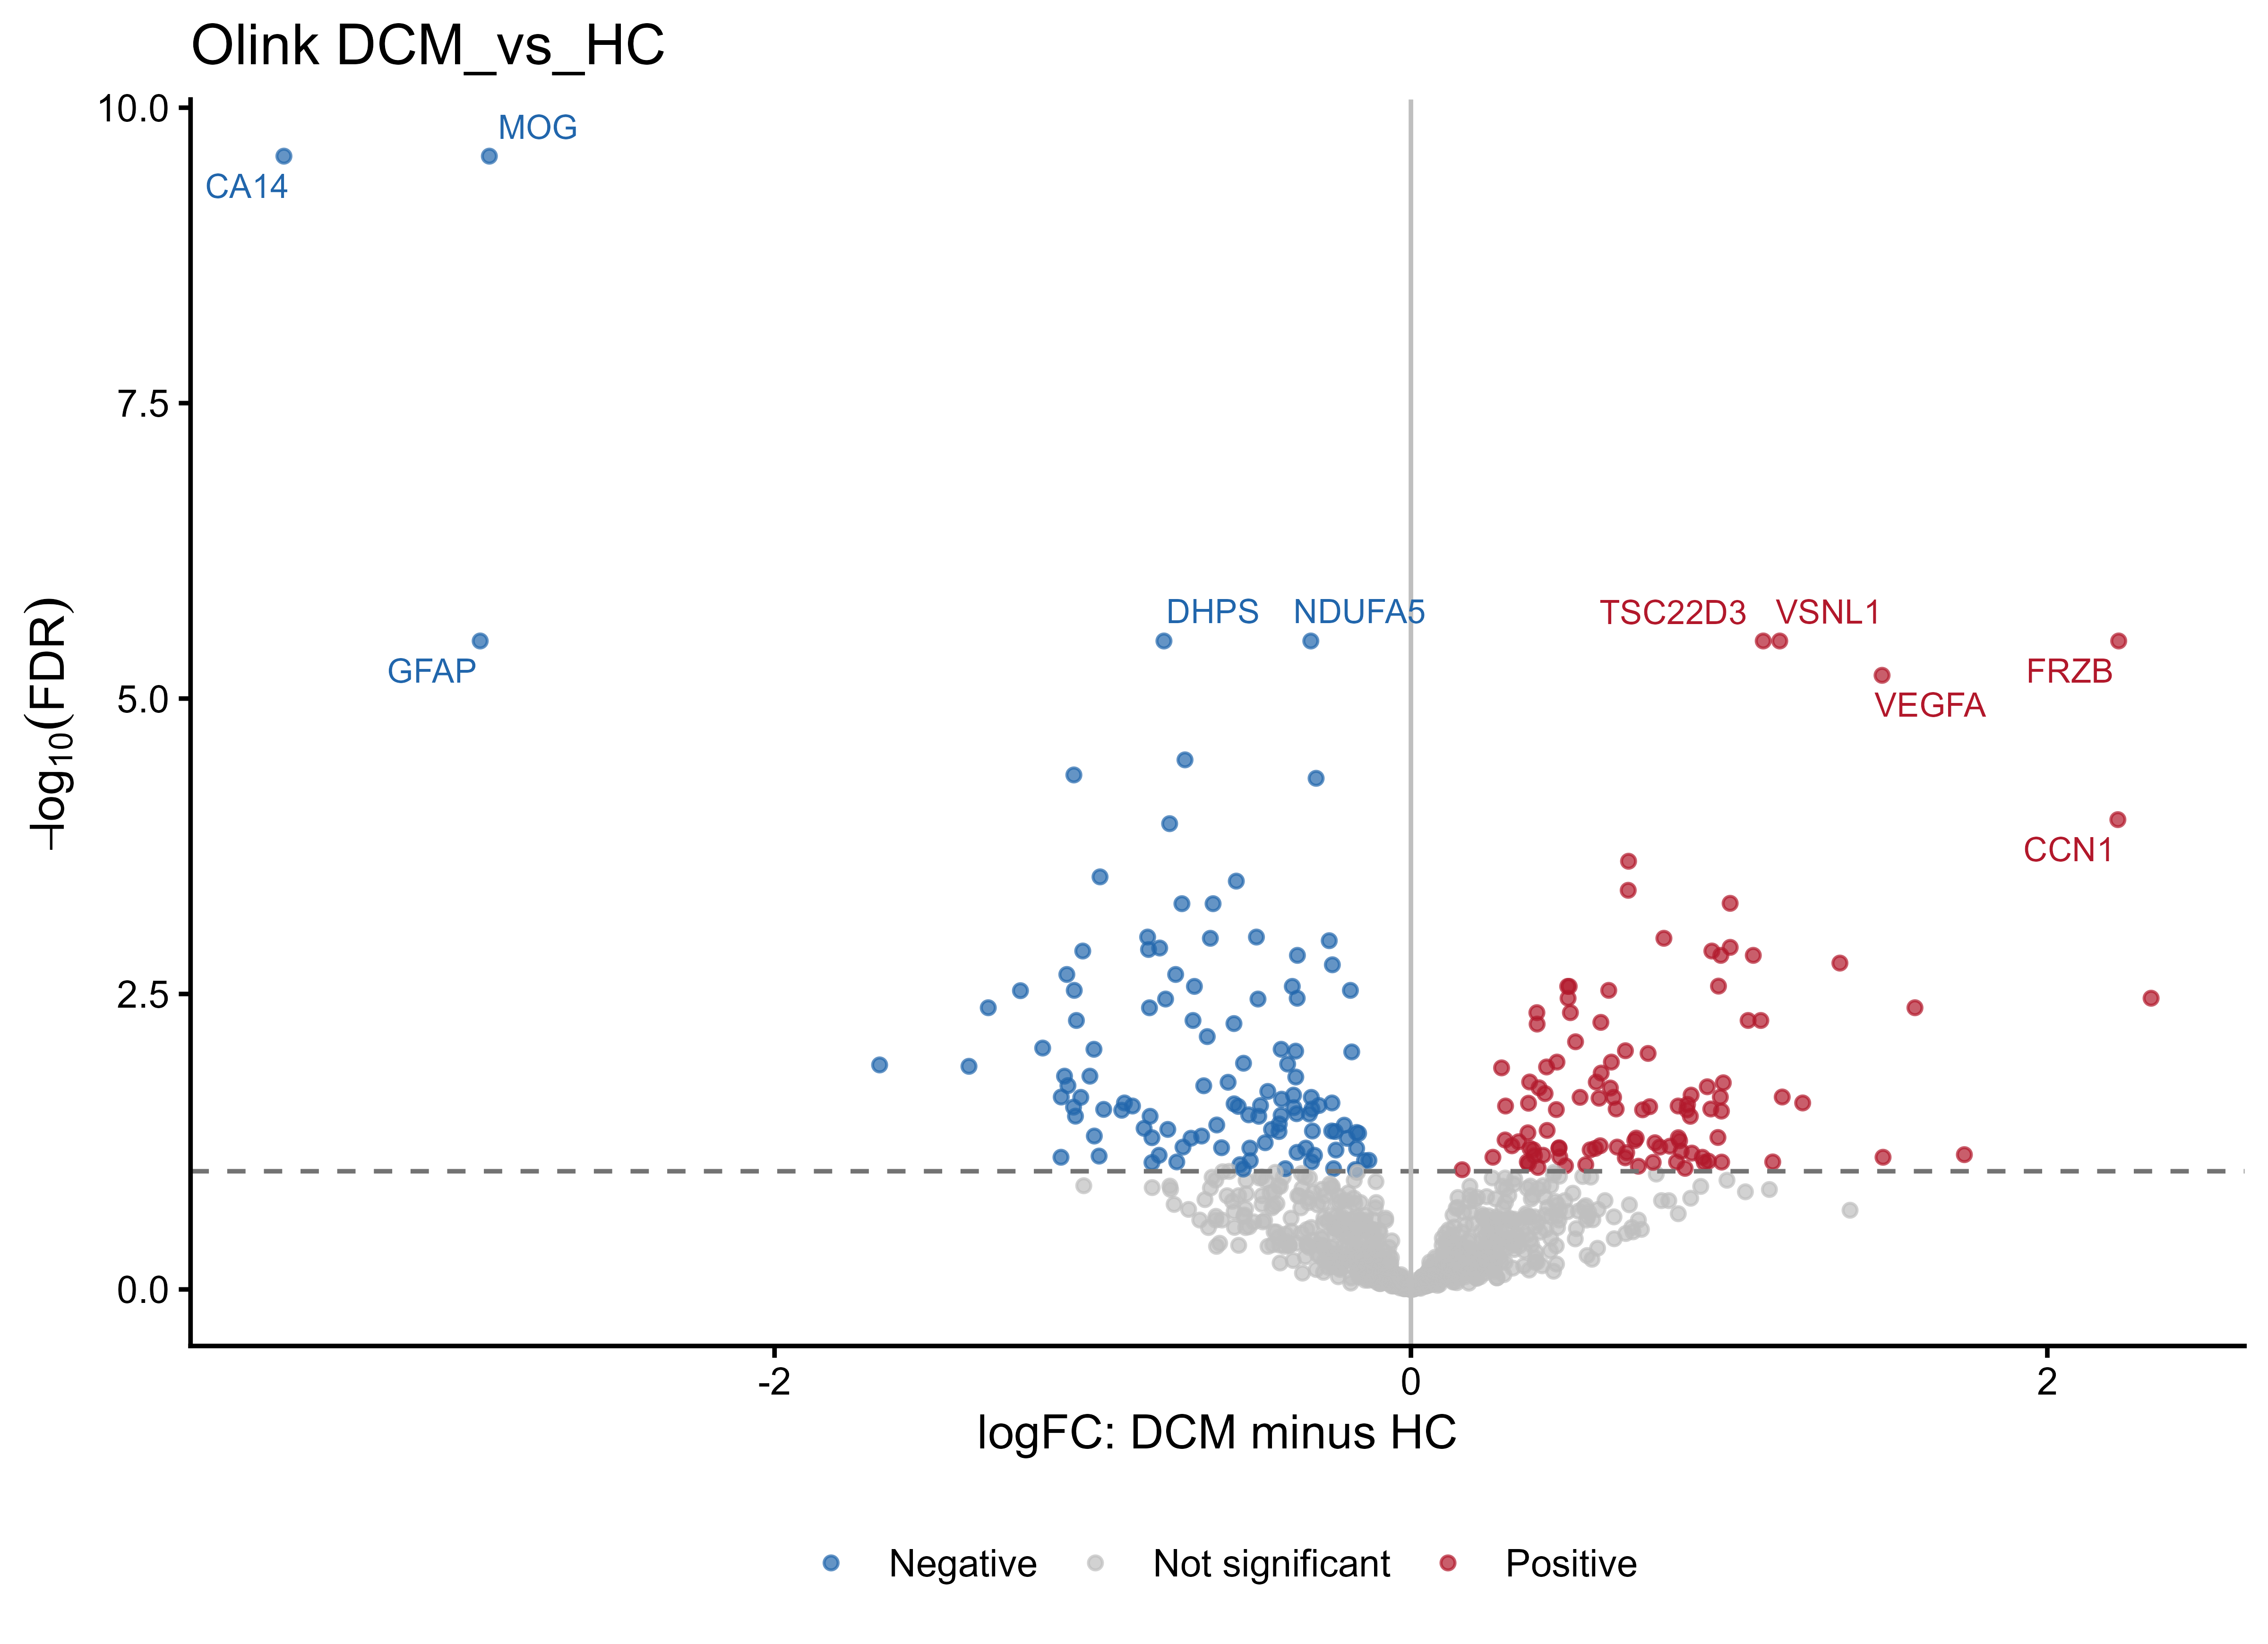 Olink DCM_vs_HC
10.0
MOG
CA14
7.5
DHPS
NDUFA5
TSC22D3
VSNL1
GFAP
FRZB
5.0
VEGFA
CCN1
2.5
0.0
−log10(FDR)
-2
0
2
logFC: DCM minus HC
Negative
Not significant
Positive